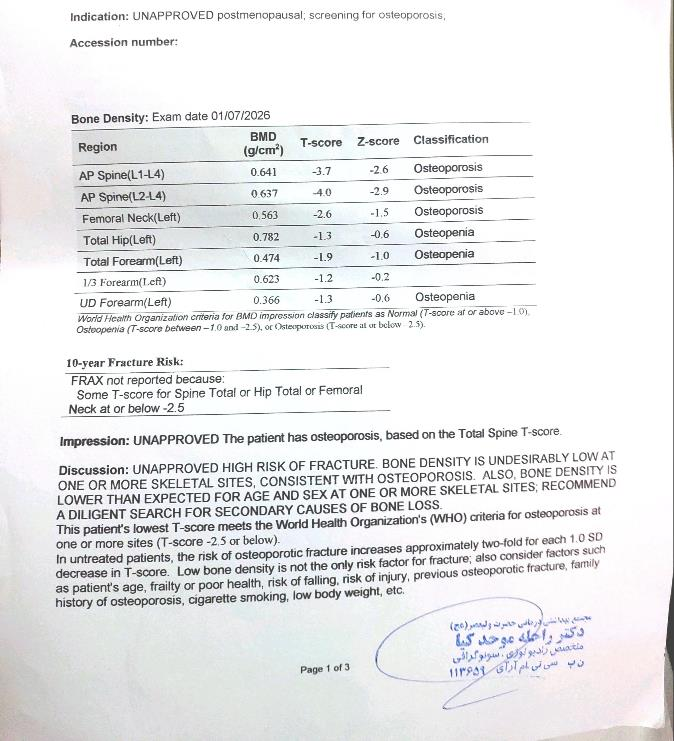 Indication: UNAPPROVED postmenopausal; screening for osteoporosis;
Accession number:
Bone Density: Exam date 01/07/2026
Region BMD (g/cm²) T-score Z-score Classification
AP Spine(L1-L4) 0.641 -3.7 -2.6 Osteoporosis
AP Spine(L2-L4) 0.637 -4.0 -2.9 Osteoporosis
Femoral Neck(Left) 0.563 -2.6 -1.5 Osteoporosis
Total Hip(Left) 0.782 -1.3 -0.6 Osteopenia
Total Forearm(Left) 0.474 -1.9 -1.0 Osteopenia
1/3 Forearm(Left) 0.623 -1.2 -0.2
UD Forearm(Left) 0.366 -1.3 -0.6 Osteopenia
World Health Organization criteria for BMD impression classify patients as Normal (T-score at or above –1.0),
Osteopenia (T-score between –1.0 and –2.5), or Osteoporosis (T-score at or below –2.5).
10-year Fracture Risk:
FRAX not reported because:
Some T-score for Spine Total or Hip Total or Femoral
Neck at or below -2.5
Impression: UNAPPROVED The patient has osteoporosis, based on the Total Spine T-score.
Discussion: UNAPPROVED HIGH RISK OF FRACTURE. BONE DENSITY IS UNDESIRABLY LOW AT
ONE OR MORE SKELETAL SITES, CONSISTENT WITH OSTEOPOROSIS. ALSO, BONE DENSITY IS
LOWER THAN EXPECTED FOR AGE AND SEX AT ONE OR MORE SKELETAL SITES; RECOMMEND
A DILIGENT SEARCH FOR SECONDARY CAUSES OF BONE LOSS.
This patient's lowest T-score meets the World Health Organization's (WHO) criteria for osteoporosis at
one or more sites (T-score -2.5 or below).
In untreated patients, the risk of osteoporotic fracture increases approximately two-fold for each 1.0 SD
decrease in T-score. Low bone density is not the only risk factor for fracture; also consider factors such
as patient's age, frailty or poor health, risk of falling, risk of injury, previous osteoporotic fracture, family
history of osteoporosis, cigarette smoking, low body weight, etc.
مجتمع بهداشتی درمانی حضرت ولیعصر (عج)
دکتر راحله موحد کیا
متخصص رادیولوژی، سونوگرافی
سی تی ام آر آی
ن پ ۱۱۳۶۵۹
Page 1 of 3